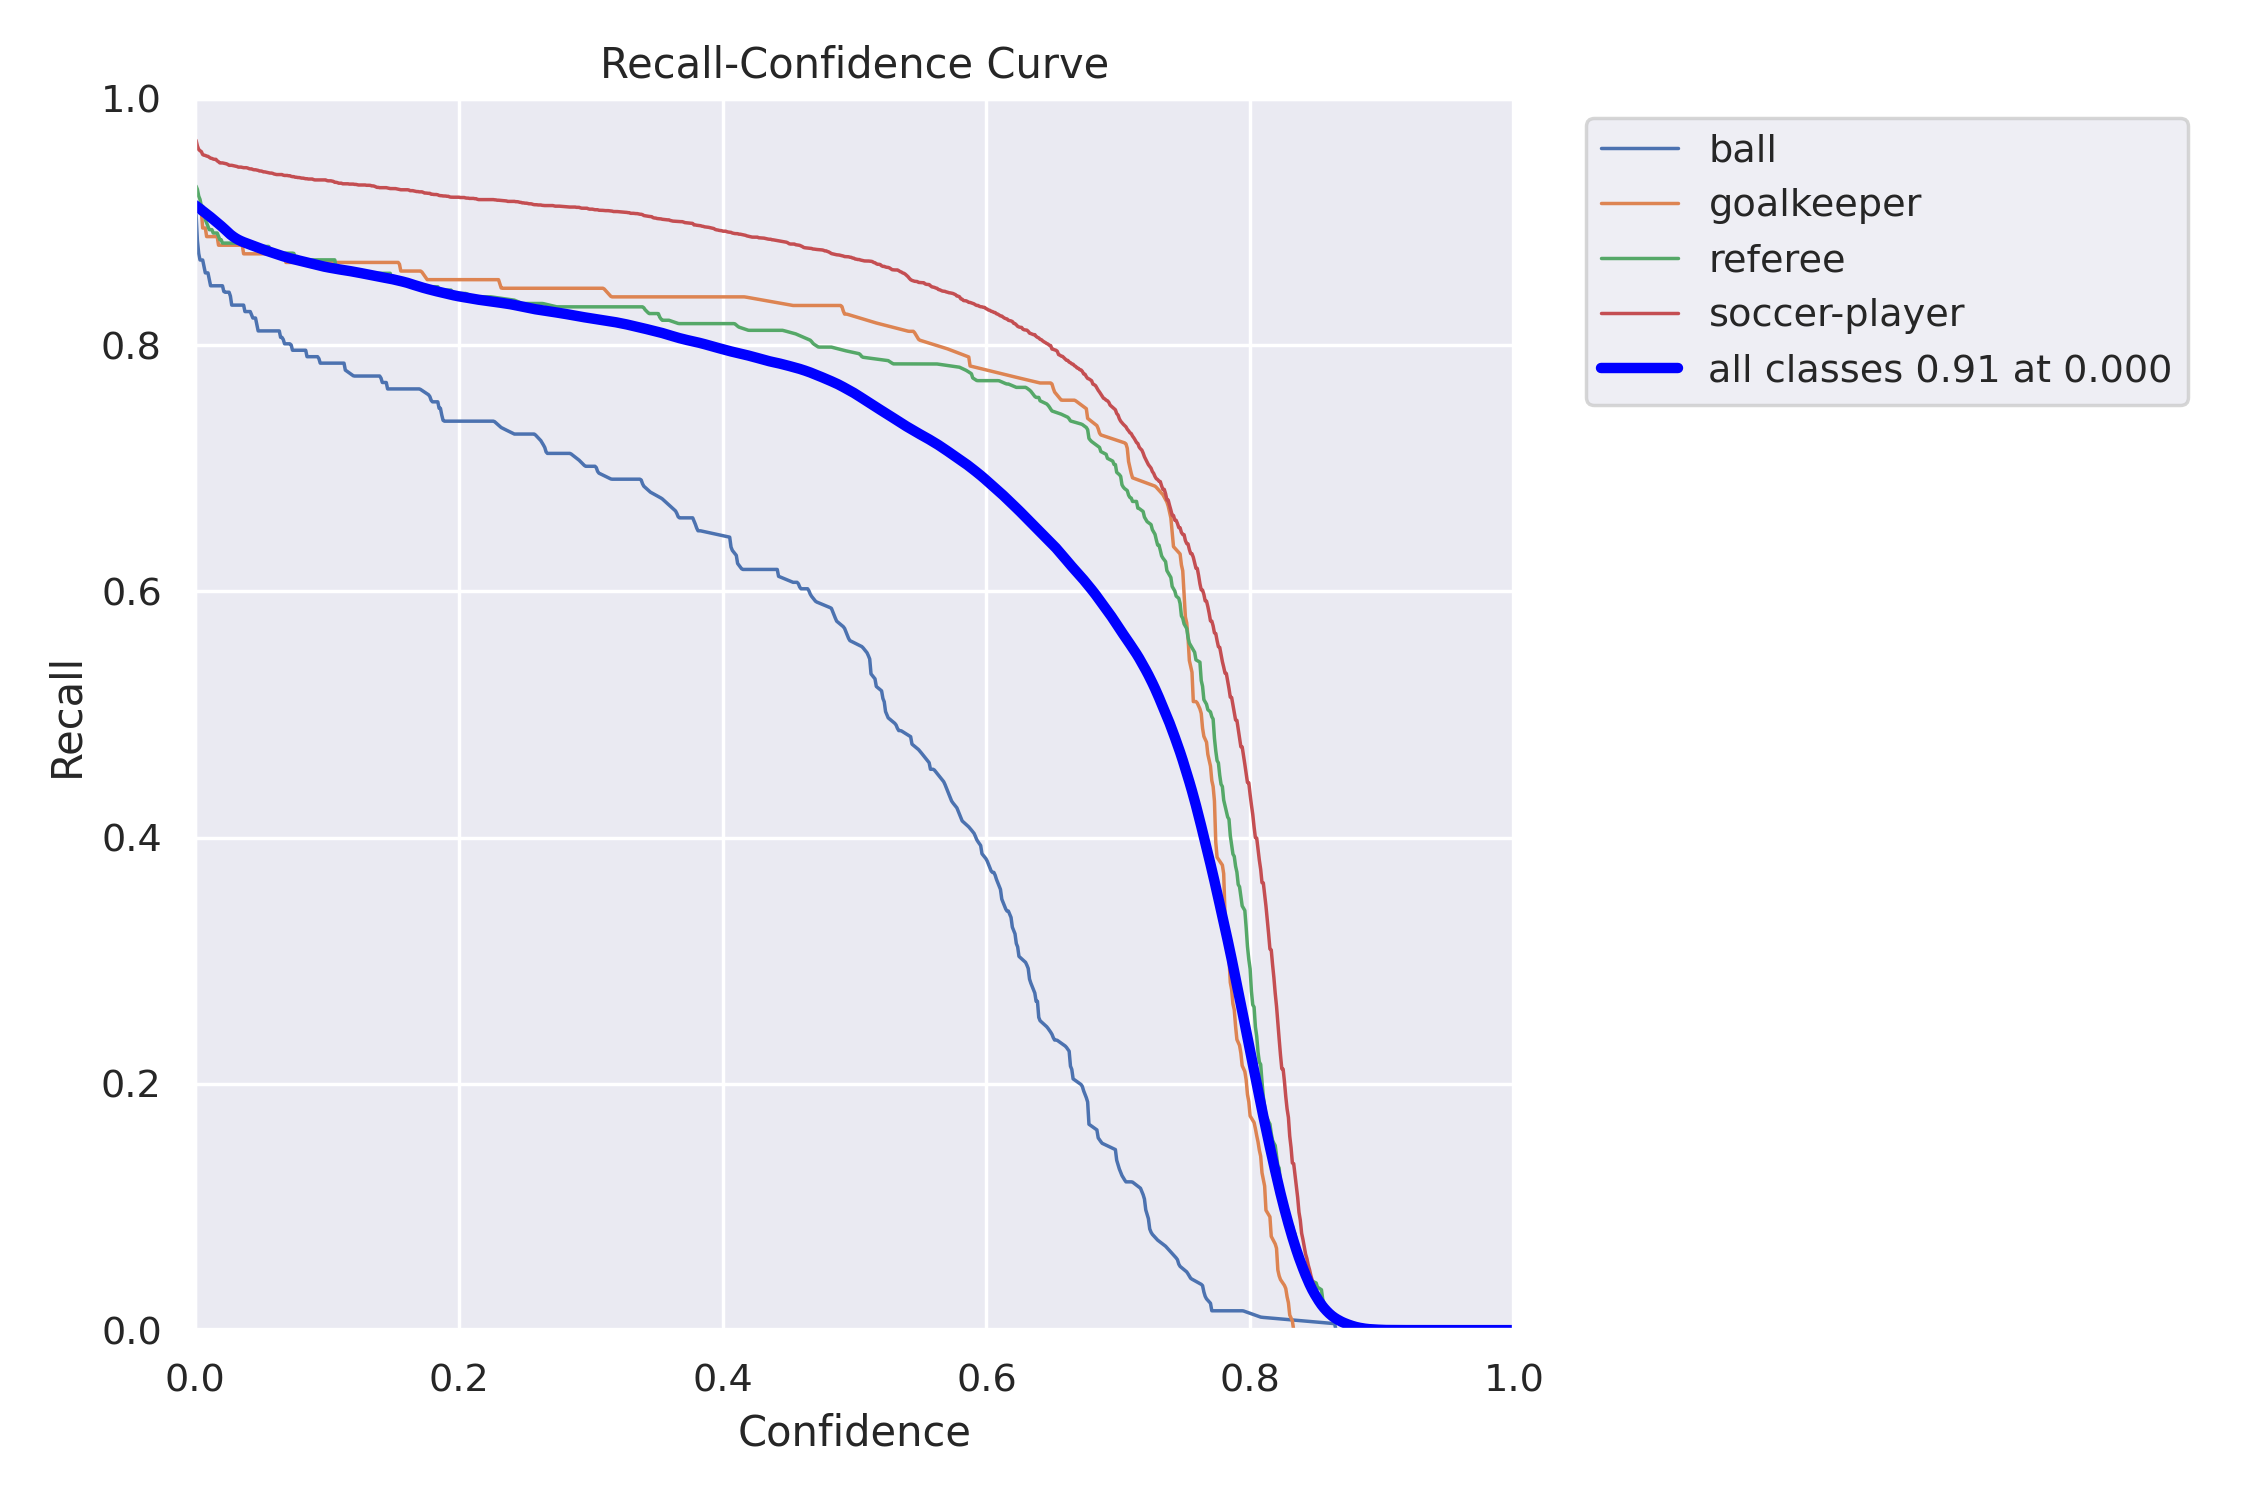 Recall-Confidence Curve
1.0
0.8
0.6
0.4
0.2
0.0
Recall
0.0 0.2 0.4 0.6 0.8 1.0
Confidence
ball
goalkeeper
referee
soccer-player
all classes 0.91 at 0.000